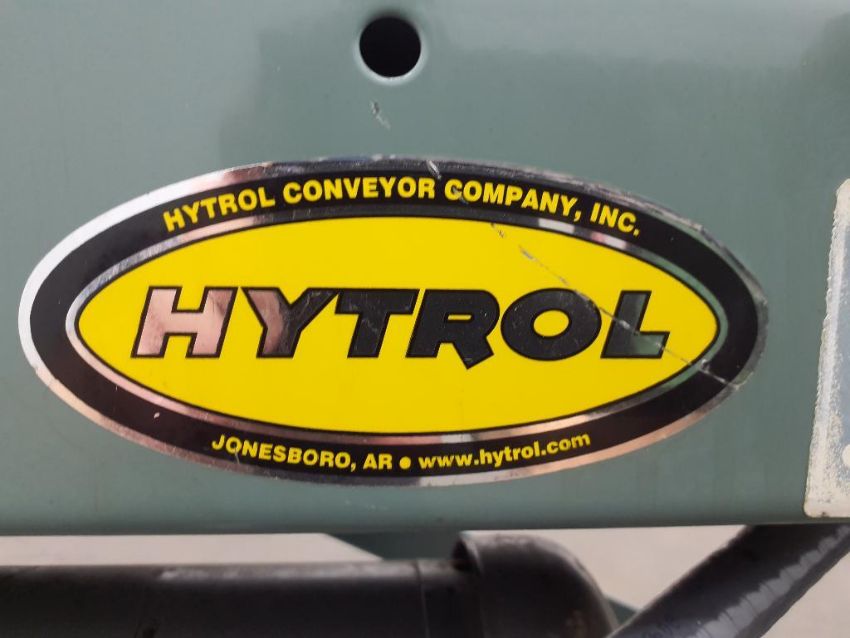 HYTROL CONVEYOR COMPANY, INC.
HYTROL
JONESBORO, AR • www.hytrol.com